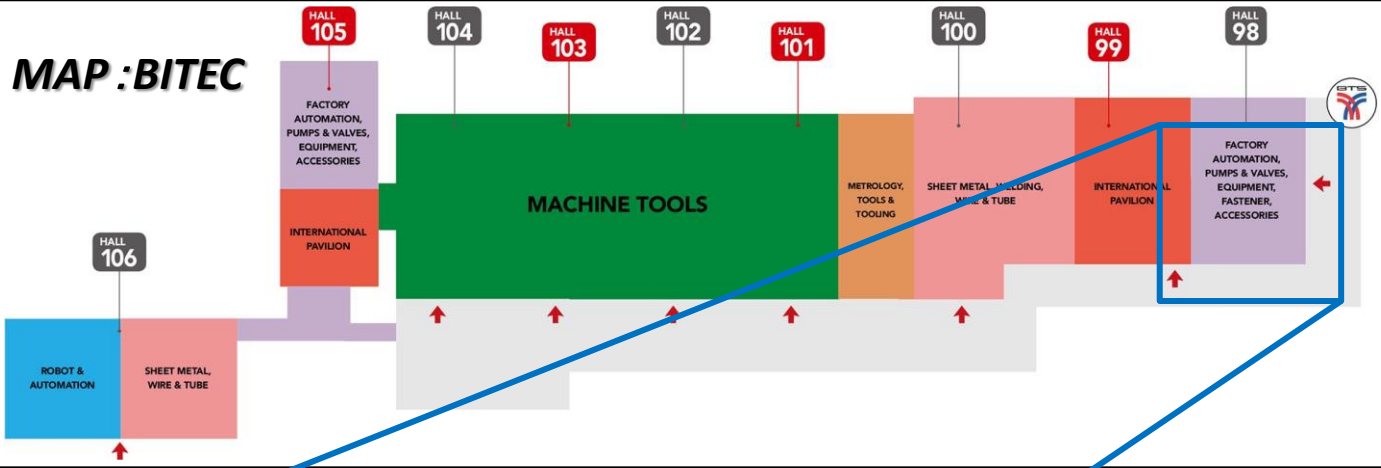 MAP : BITEC
HALL
105
HALL
104
HALL
103
HALL
102
HALL
101
HALL
100
HALL
99
HALL
98
BTS
FACTORY
AUTOMATION,
PUMPS & VALVES,
EQUIPMENT,
ACCESSORIES
INTERNATIONAL
PAVILION
MACHINE TOOLS
METROLOGY,
TOOLS &
TOOLING
SHEET METAL, WELDING,
WIRE & TUBE
INTERNATIONAL
PAVILION
FACTORY
AUTOMATION,
PUMPS & VALVES,
EQUIPMENT,
FASTENER,
ACCESSORIES
HALL
106
ROBOT &
AUTOMATION
SHEET METAL,
WIRE & TUBE